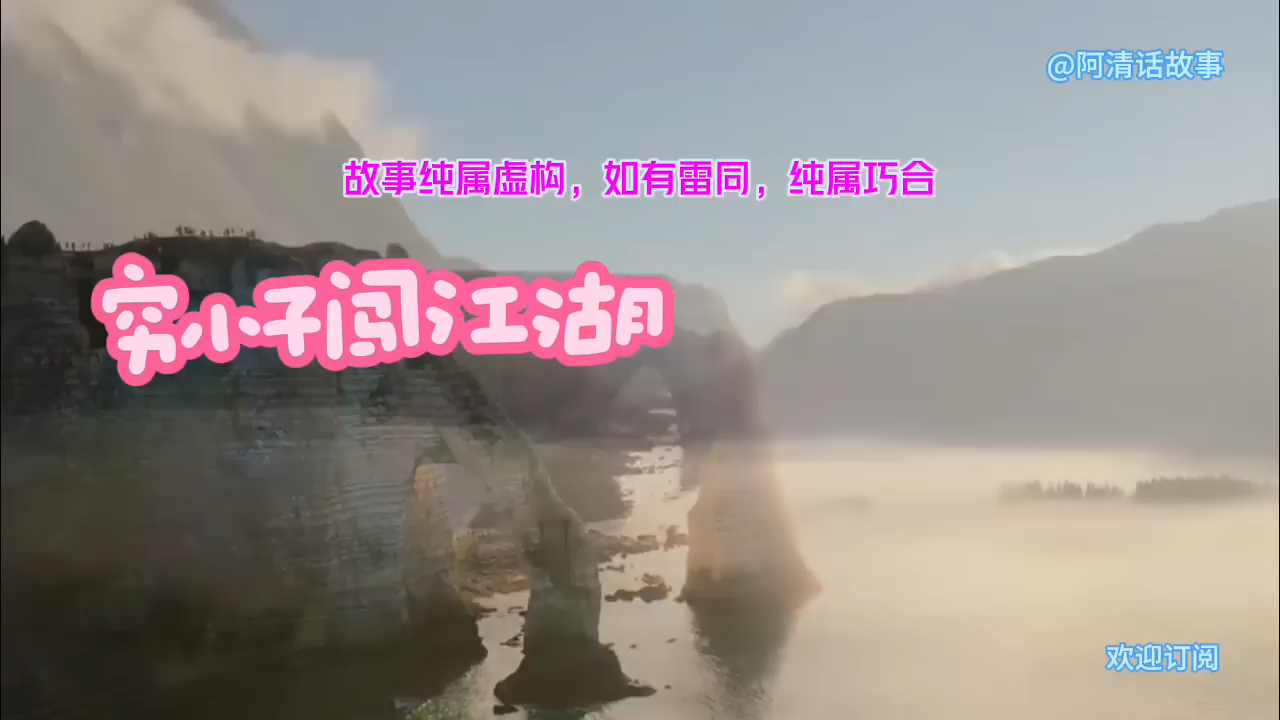 @阿清话故事
故事纯属虚构，如有雷同，纯属巧合
穷小子闯江湖
欢迎订阅